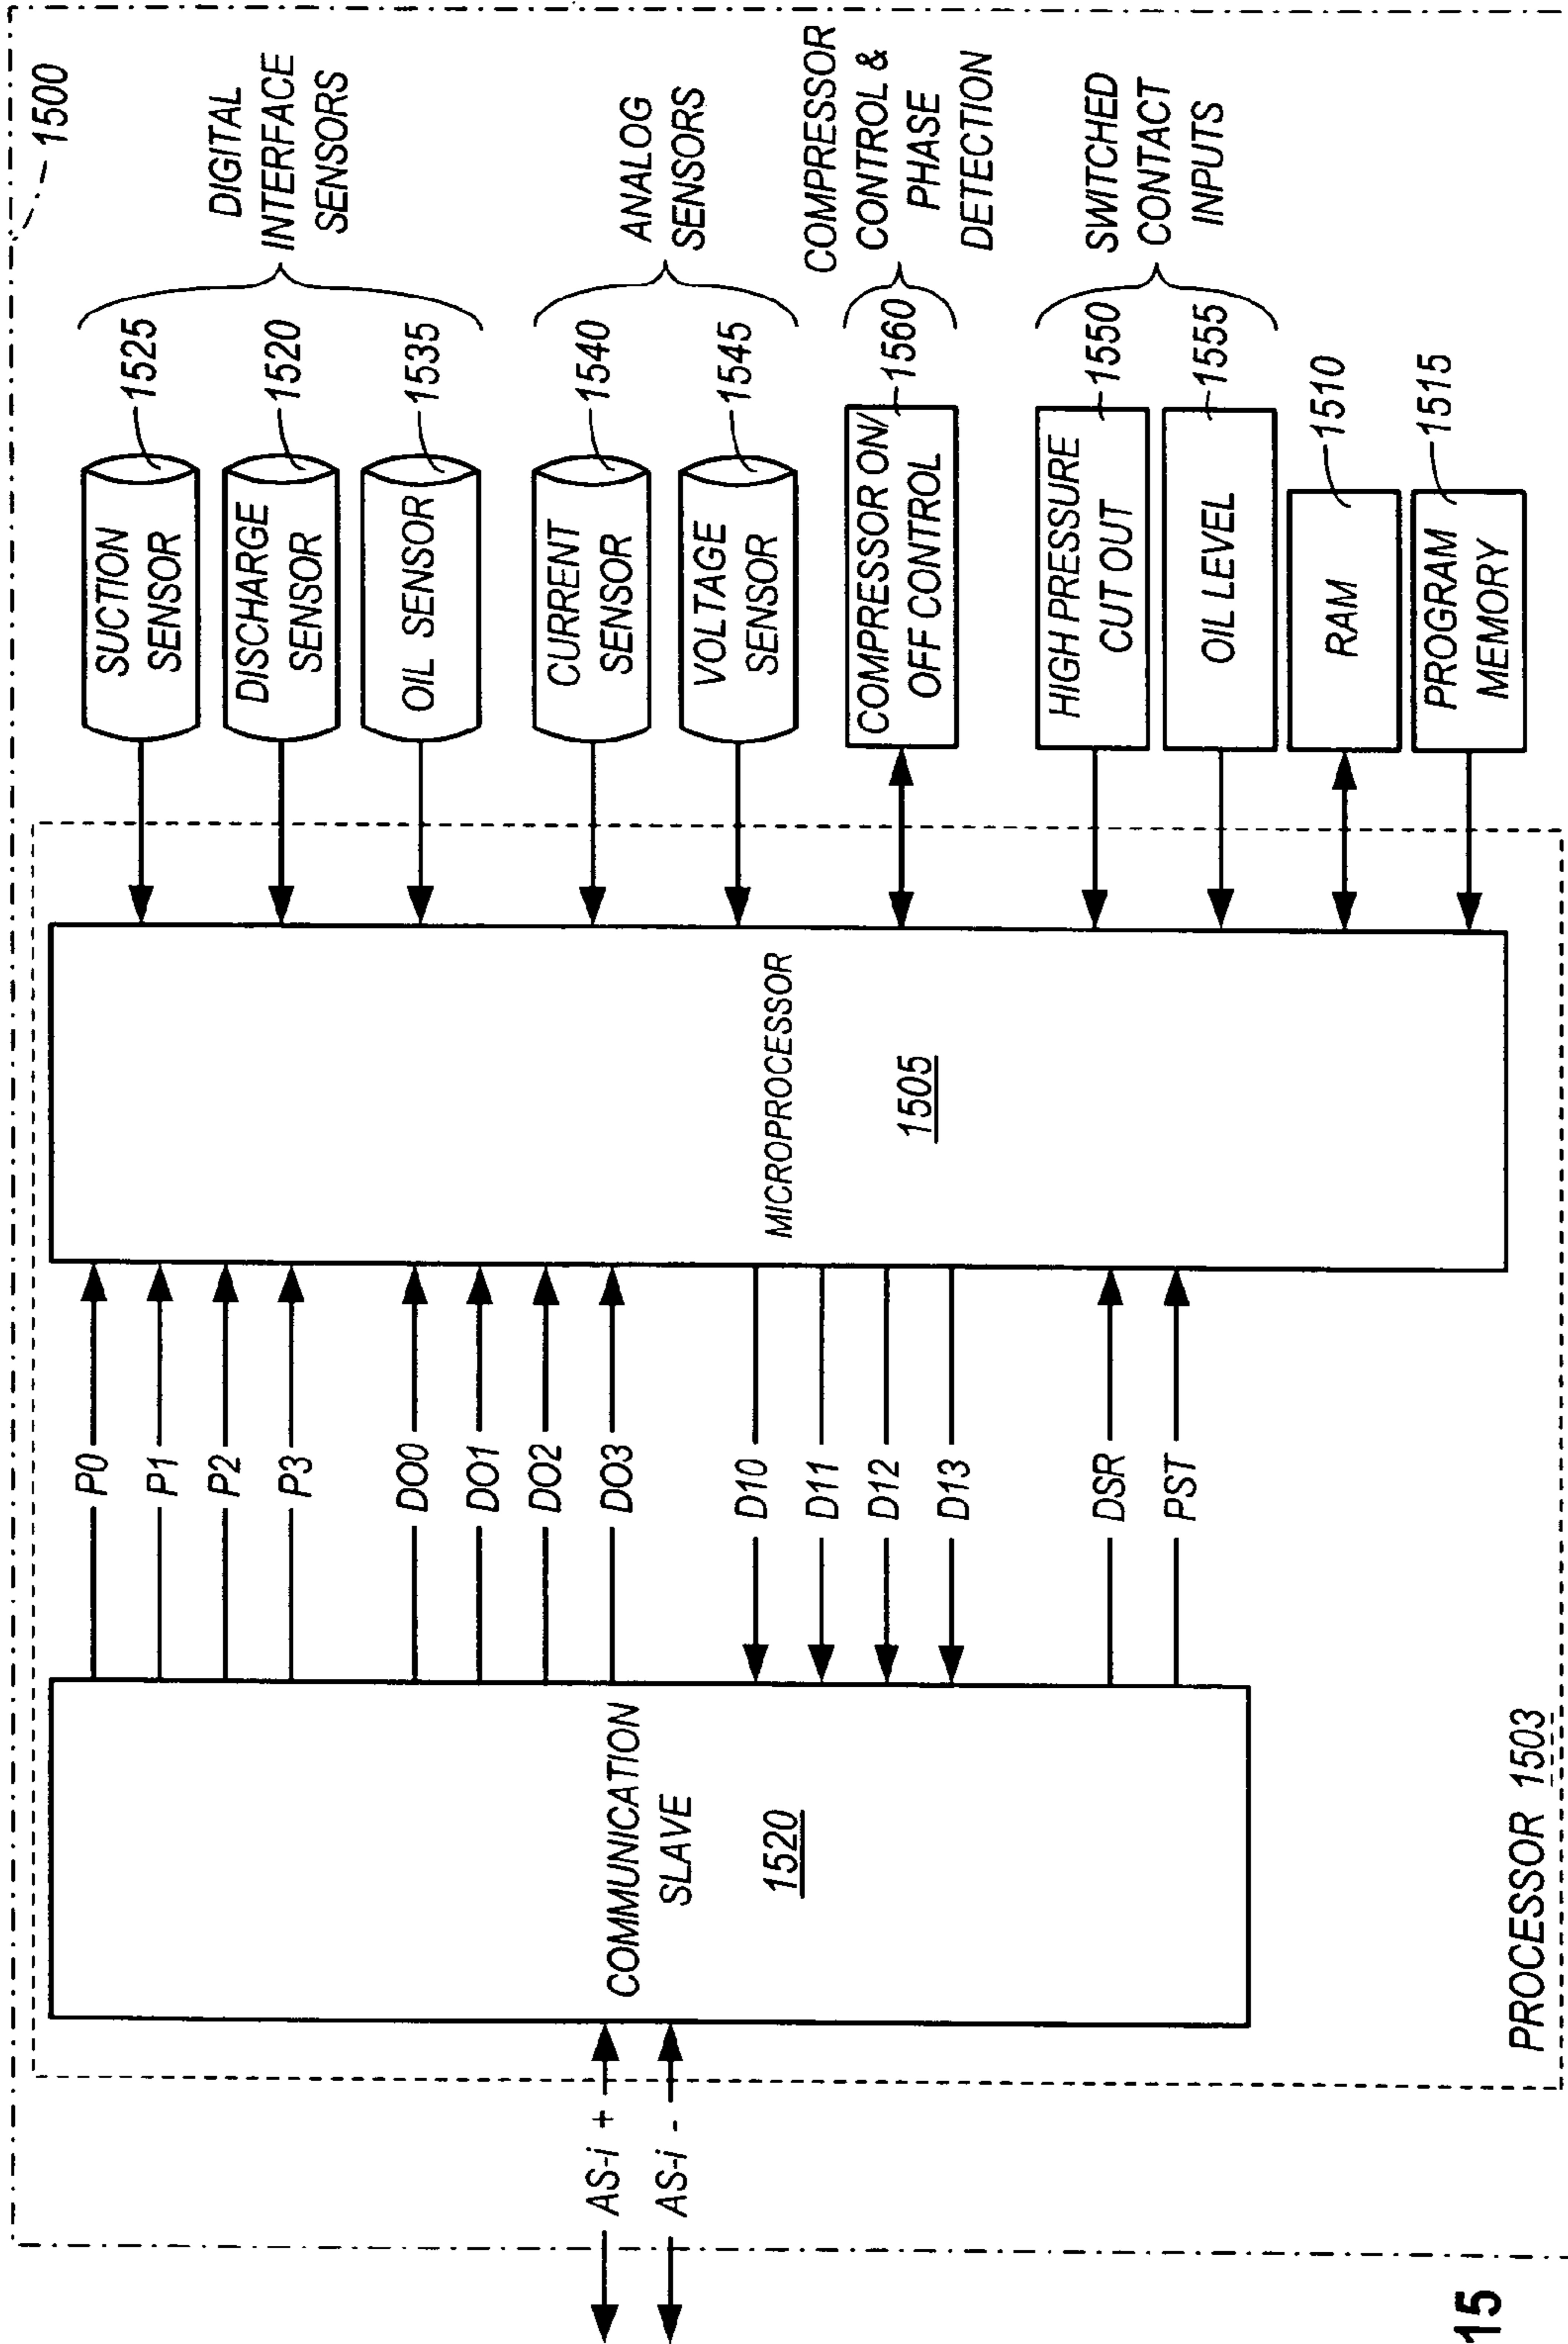 1500
DIGITAL
INTERFACE
SENSORS
ANALOG
SENSORS
COMPRESSOR
CONTROL &
PHASE
DETECTION
SWITCHED
CONTACT
INPUTS
SUCTION
SENSOR
1525
DISCHARGE
SENSOR
1520
OIL SENSOR
1535
CURRENT
SENSOR
1540
VOLTAGE
SENSOR
1545
COMPRESSOR ON/
OFF CONTROL
1560
HIGH PRESSURE
CUT OUT
1550
OIL LEVEL
1555
RAM
1510
PROGRAM
MEMORY
1515
MICROPROCESSOR
1505
P0
P1
P2
P3
DO0
DO1
DO2
DO3
D10
D11
D12
D13
DSR
PST
COMMUNICATION
SLAVE
1520
AS-i +
AS-i -
PROCESSOR 1503
15